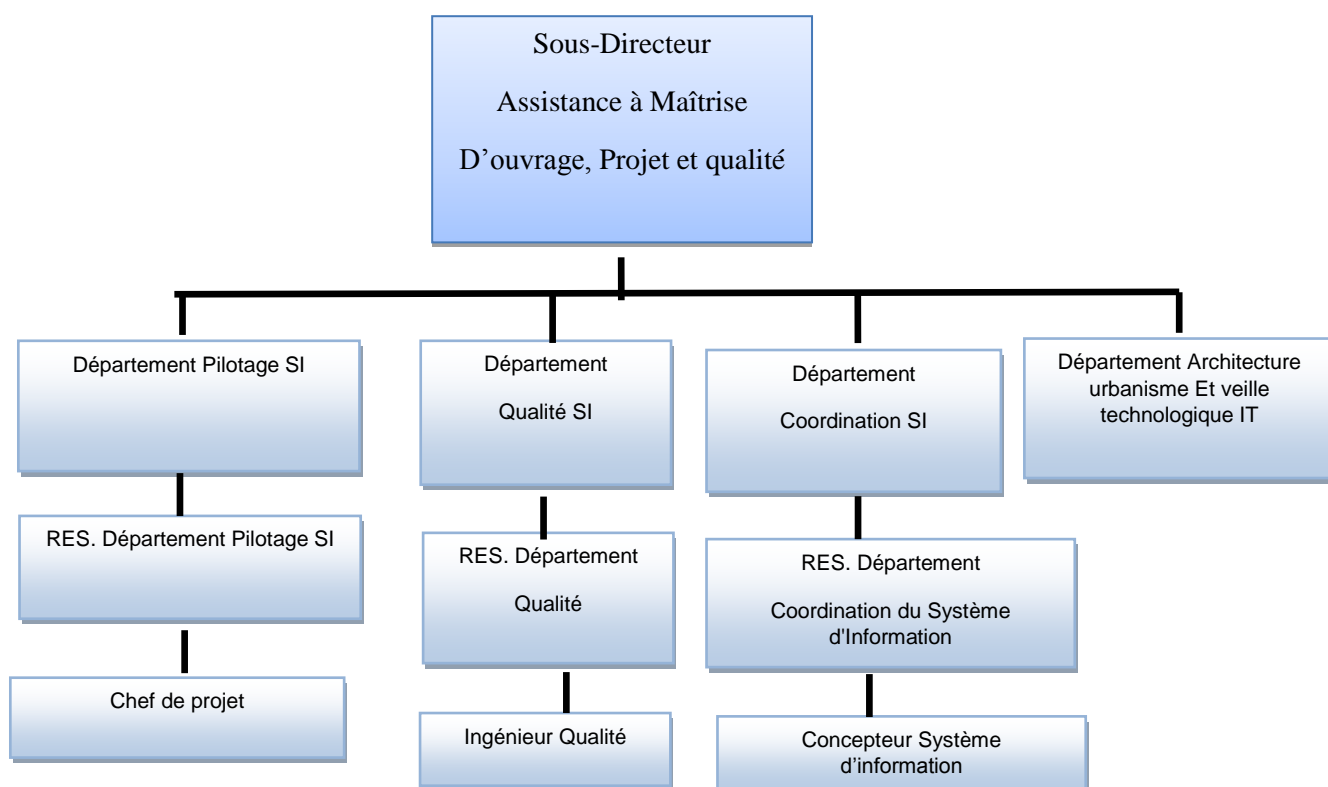 Sous-Directeur
Assistance à Maîtrise
D’ouvrage, Projet et qualité
Département Pilotage SI
Département
Qualité SI
Département
Coordination SI
Département Architecture
urbanisme Et veille
technologique IT
RES. Département Pilotage SI
RES. Département
Qualité
RES. Département
Coordination du Système
d'Information
Chef de projet
Ingénieur Qualité
Concepteur Système
d’information